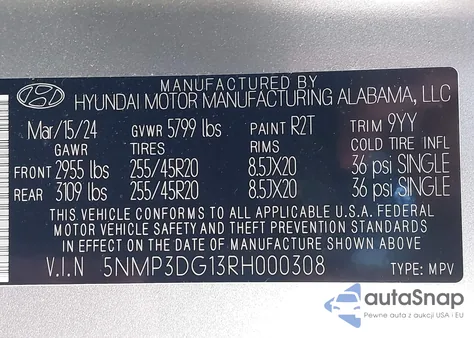 MANUFACTURED BY
HYUNDAI MOTOR MANUFACTURING ALABAMA, LLC
Mar/15/24 GVWR 5799 lbs PAINT R2T TRIM 9YY
GAWR TIRES RIMS COLD TIRE INFL
FRONT 2955 lbs 255/45R20 8.5JX20 36 psi SINGLE
REAR 3109 lbs 255/45R20 8.5JX20 36 psi SINGLE
THIS VEHICLE CONFORMS TO ALL APPLICABLE U.S.A. FEDERAL
MOTOR VEHICLE SAFETY AND THEFT PREVENTION STANDARDS
IN EFFECT ON THE DATE OF MANUFACTURE SHOWN ABOVE.
V.I.N 5NMP3DG13RH000308 TYPE: MPV
autoSnap
Pewne auta z aukcji USA i EU